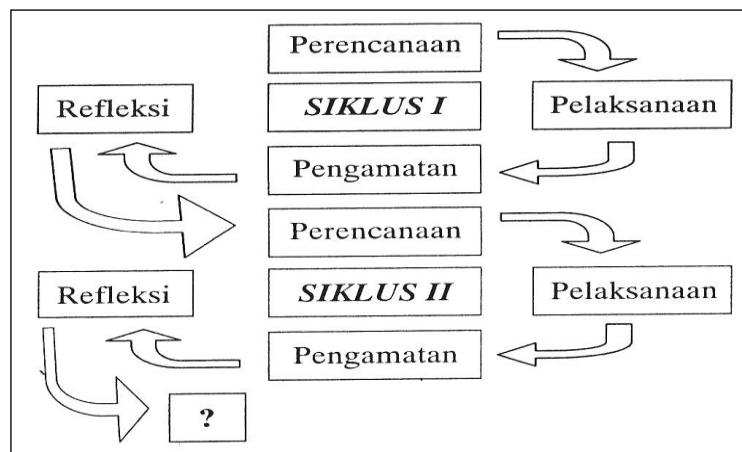 Perencanaan
Refleksi
SIKLUS I
Pelaksanaan
Pengamatan
Perencanaan
Refleksi
SIKLUS II
Pelaksanaan
Pengamatan
?